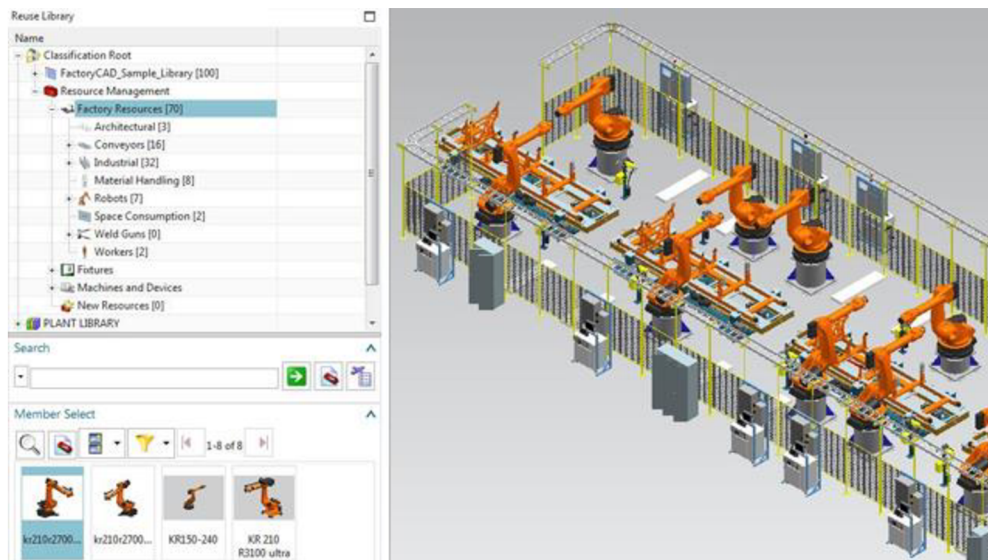 Reuse Library
Name
Classification Root
FactoryCAD_Sample_Library [100]
Resource Management
Factory Resources [70]
Architectural [3]
Conveyors [16]
Industrial [32]
Material Handling [8]
Robots [7]
Space Consumption [2]
Weld Guns [0]
Workers [2]
Fixtures
Machines and Devices
New Resources [0]
PLANT LIBRARY
Search
Member Select
1-8 of 8
kr210r2700...
kr210r2700...
KR150-240
KR 210
R3100 ultra